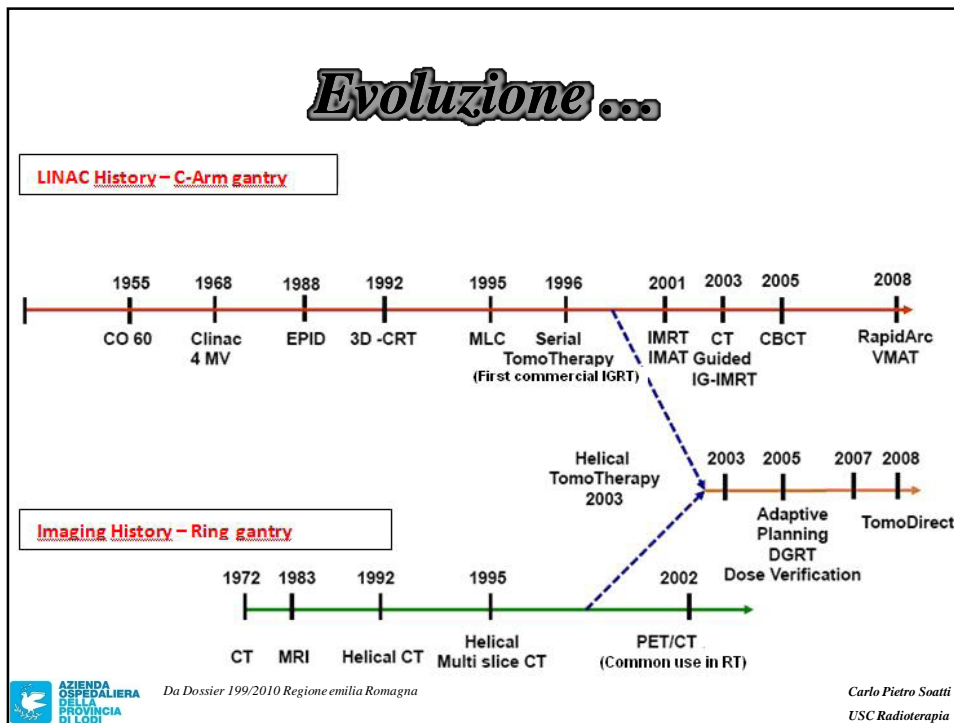 Evoluzione ...
LINAC History – C-Arm gantry
1955 1968 1988 1992 1995 1996 2001 2003 2005 2008
CO 60 Clinac EPID 3D -CRT MLC Serial IMRT CT CBCT RapidArc
4 MV TomoTherapy IMAT Guided VMAT
(First commercial IGRT) IG-IMRT
Helical 2003 2005 2007 2008
TomoTherapy
2003
Adaptive TomoDirect
Planning
DGRT
Dose Verification
Imaging History – Ring gantry
1972 1983 1992 1995 2002
CT MRI Helical CT Helical PET/CT
Multi slice CT (Common use in RT)
AZIENDA
OSPEDALIERA
DELLA
PROVINCIA
DI LODI
Da Dossier 199/2010 Regione emilia Romagna
Carlo Pietro Soatti
USC Radioterapia